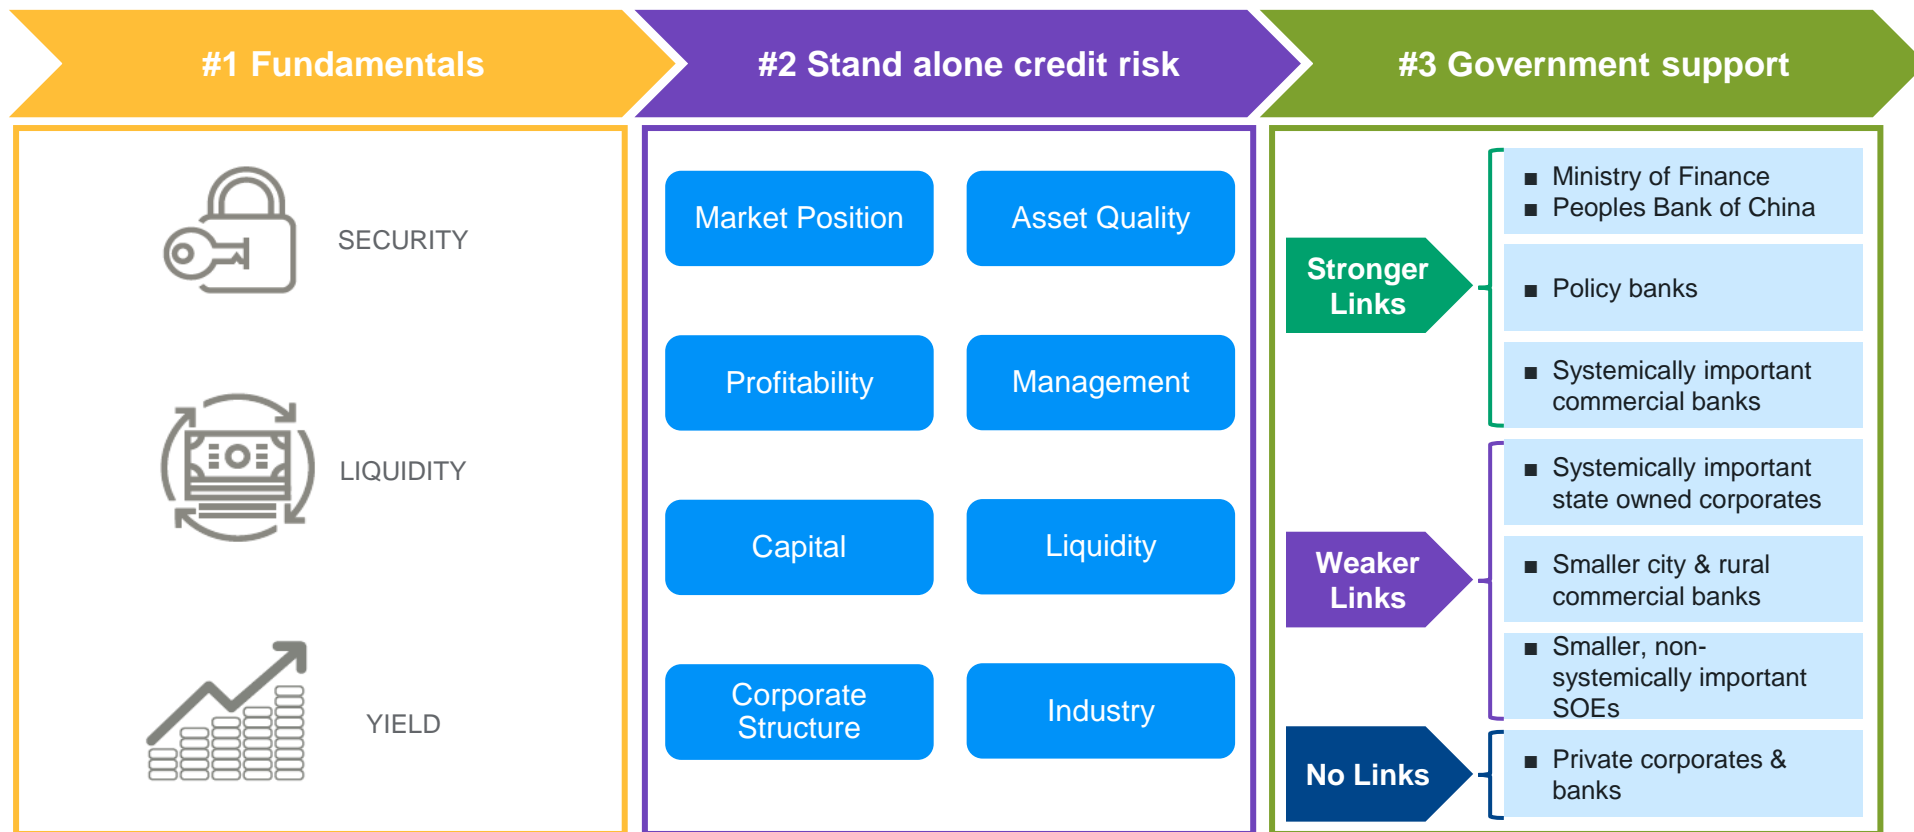 #1 Fundamentals
#2 Stand alone credit risk
#3 Government support
SECURITY
LIQUIDITY
YIELD
Market Position
Asset Quality
Profitability
Management
Capital
Liquidity
Corporate
Structure
Industry
Stronger
Links
■ Ministry of Finance
■ Peoples Bank of China
■ Policy banks
■ Systemically important
commercial banks
Weaker
Links
■ Systemically important
state owned corporates
■ Smaller city & rural
commercial banks
■ Smaller, non-
systemically important
SOEs
No Links
■ Private corporates &
banks